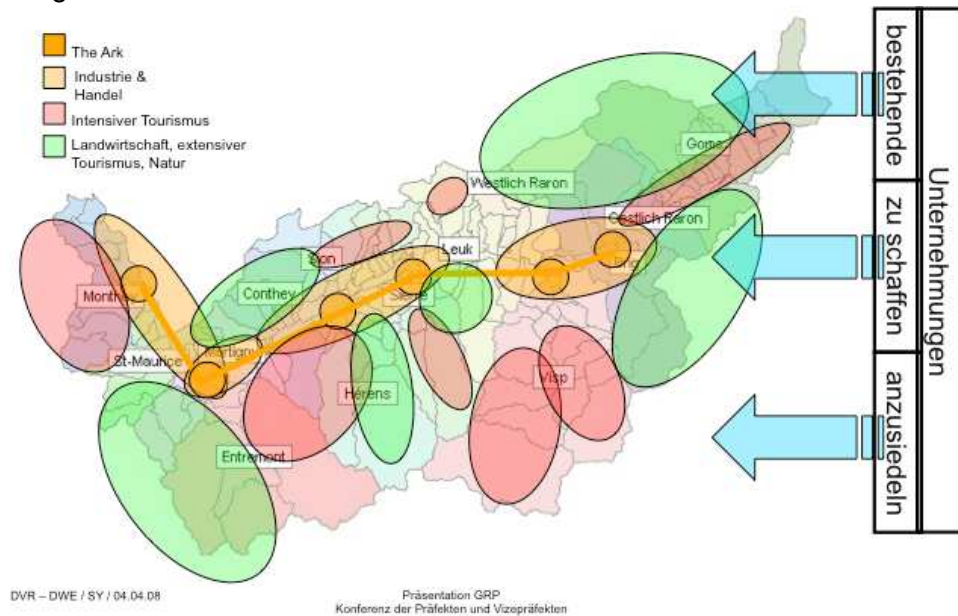 The Ark
Industrie &
Handel
Intensiver Tourismus
Landwirtschaft, extensiver
Tourismus, Natur
bestehende
zu schaffen
anzusiedeln
Unternehmungen
Goms
Westlich Raron
Oestlich Raron
Leuk
Sion
Conthey
Monthey
St-Maurice
Martigny
Visp
Hérens
Entremont
DVR – DWE / SY / 04.04.08
Präsentation GRP
Konferenz der Präfekten und Vizepräfekten